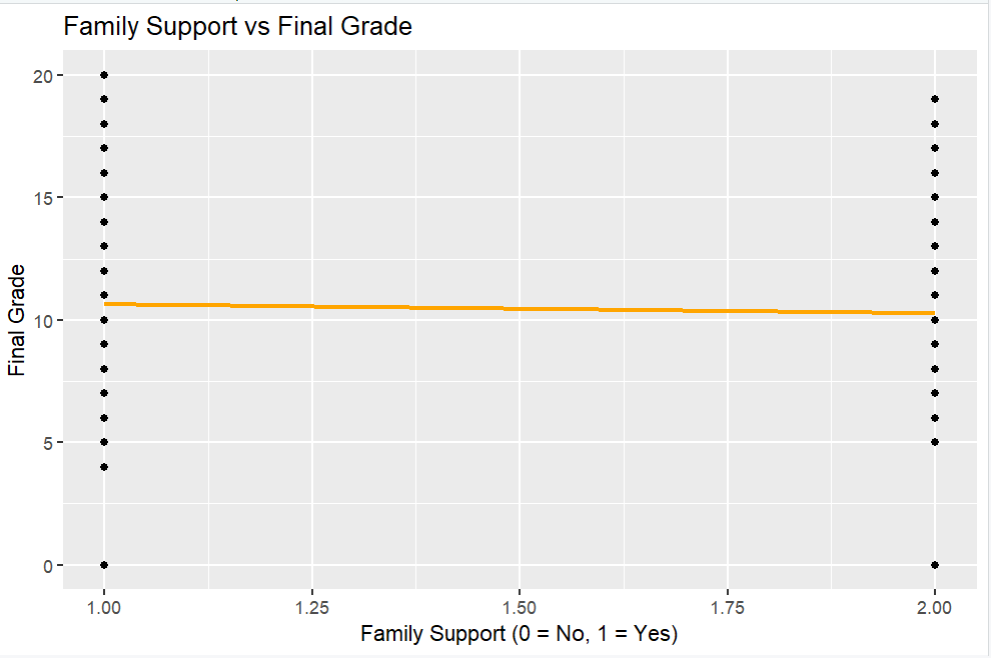 Family Support vs Final Grade
20
15
10
5
0
Final Grade
1.00 1.25 1.50 1.75 2.00
Family Support (0 = No, 1 = Yes)